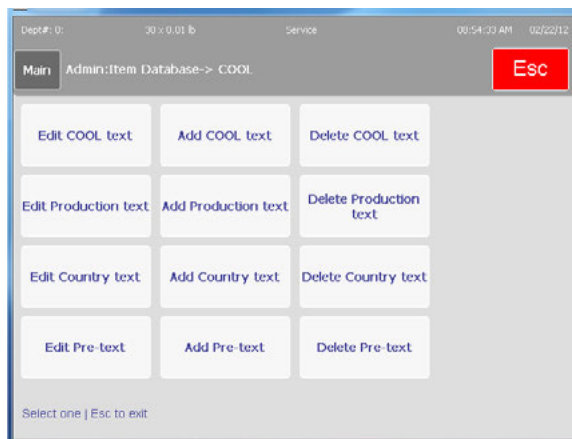 Dept#: 0: 30 x 0.01 lb Service 08:54:33 AM 02/22/12
Main Admin:Item Database-> COOL Esc
Edit COOL text Add COOL text Delete COOL text
Edit Production text Add Production text Delete Production
text
Edit Country text Add Country text Delete Country text
Edit Pre-text Add Pre-text Delete Pre-text
Select one | Esc to exit